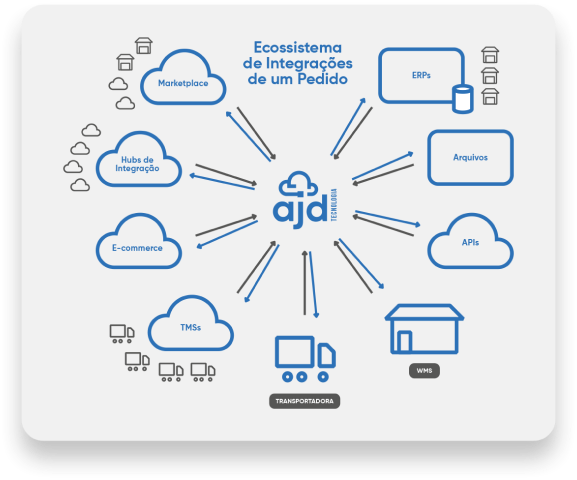 Ecossistema
de Integrações
de um Pedido
Marketplace
ERPs
Hubs de
Integração
Arquivos
ajd
TECNOLOGIA
E-commerce
APIs
TMSs
WMS
TRANSPORTADORA